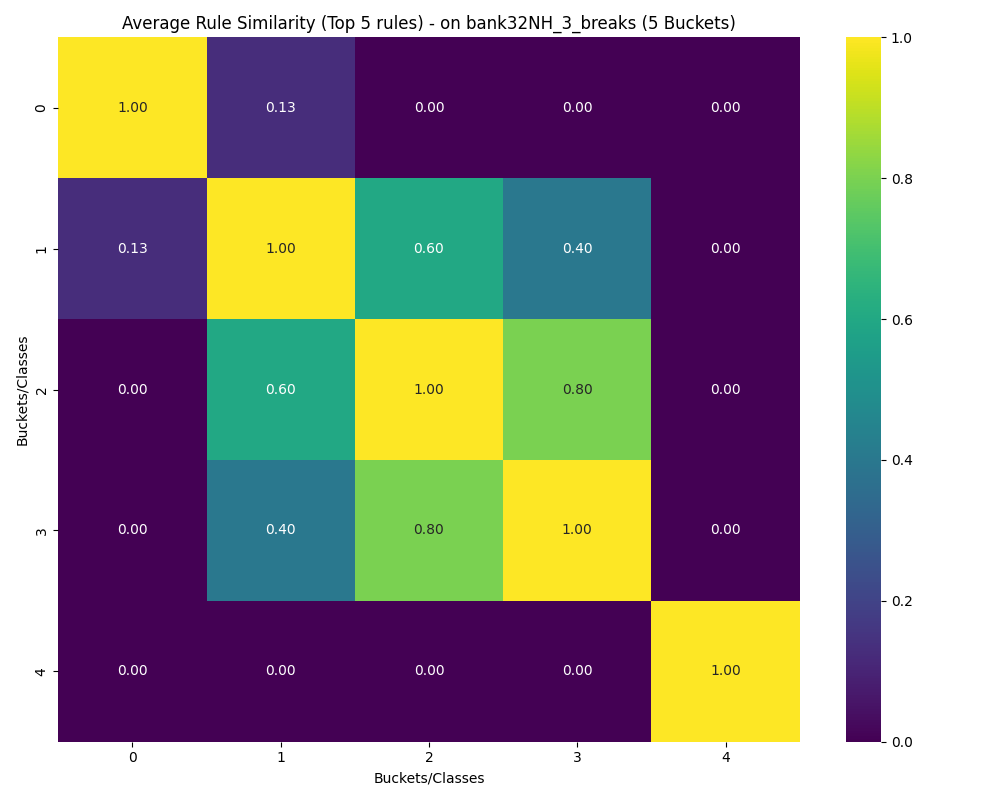 Average Rule Similarity (Top 5 rules) - on bank32NH_3_breaks (5 Buckets)
0 1.00 0.13 0.00 0.00 0.00
1 0.13 1.00 0.60 0.40 0.00
2 0.00 0.60 1.00 0.80 0.00
3 0.00 0.40 0.80 1.00 0.00
4 0.00 0.00 0.00 0.00 1.00
0 1 2 3 4
Buckets/Classes
Buckets/Classes
1.0
0.8
0.6
0.4
0.2
0.0